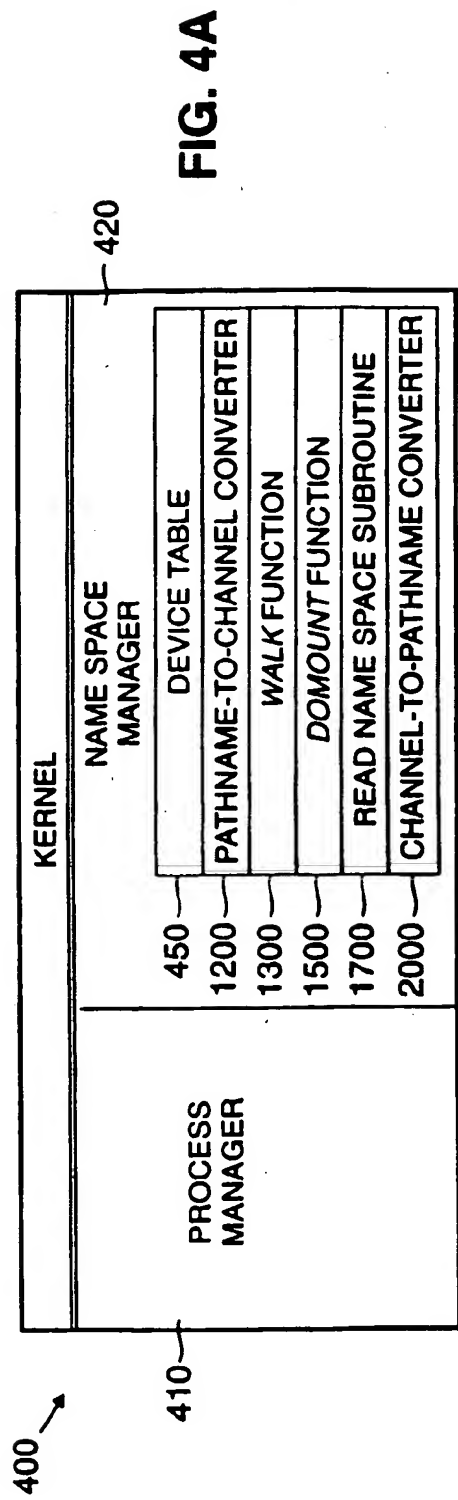 FIG. 4A
400
KERNEL
410
PROCESS
MANAGER
420
NAME SPACE
MANAGER
450
DEVICE TABLE
1200
PATHNAME-TO-CHANNEL CONVERTER
1300
WALK FUNCTION
1500
DOMOUNT FUNCTION
1700
READ NAME SPACE SUBROUTINE
2000
CHANNEL-TO-PATHNAME CONVERTER